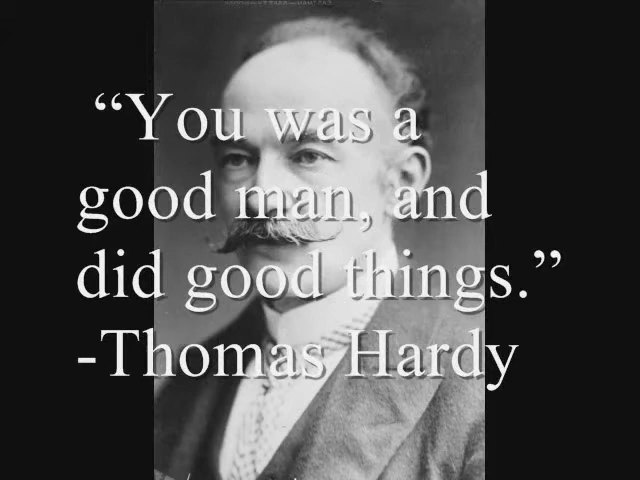 “You was a
good man, and
did good things.”
-Thomas Hardy